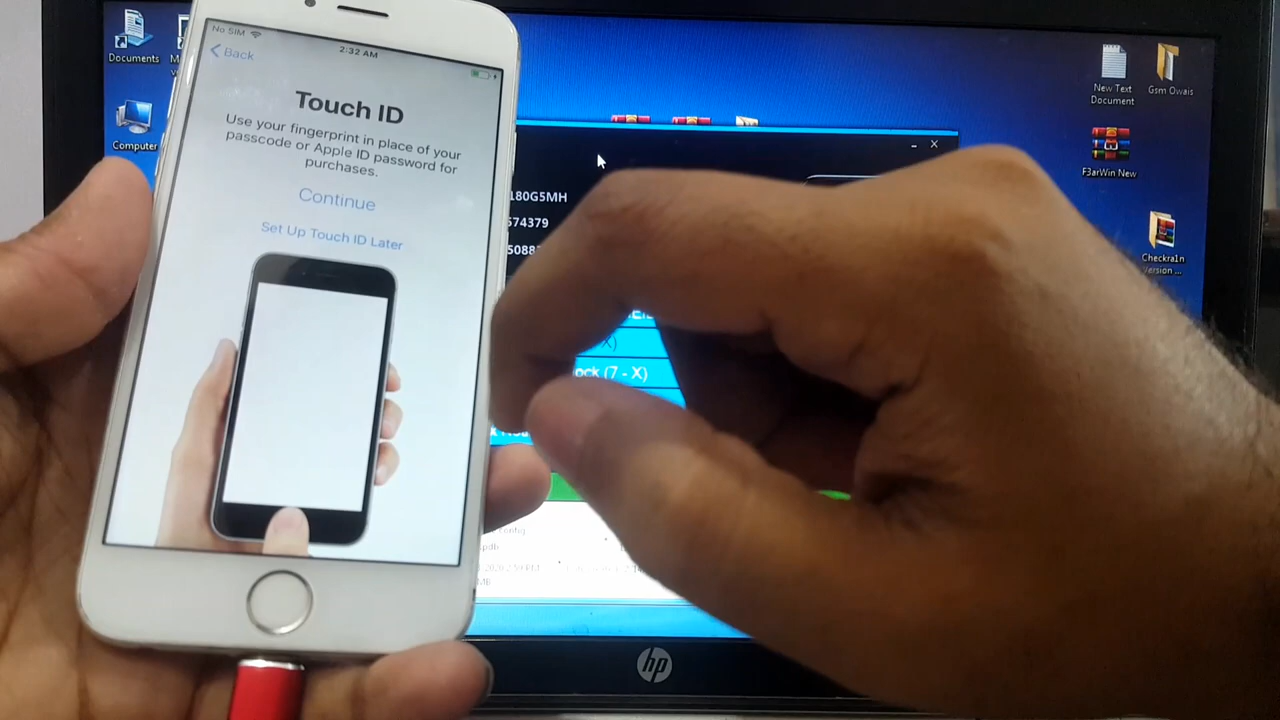 No SIM
2:32 AM
Back
Touch ID
Use your fingerprint in place of your
passcode or Apple ID password for
purchases.
Continue
Set Up Touch ID Later
Documents
Computer
180G5MH
574379
5088
X)
ock (7 - X)
New Text
Document
Gsm Owais
F3arWin New
Checkra1n
Version ...
hp